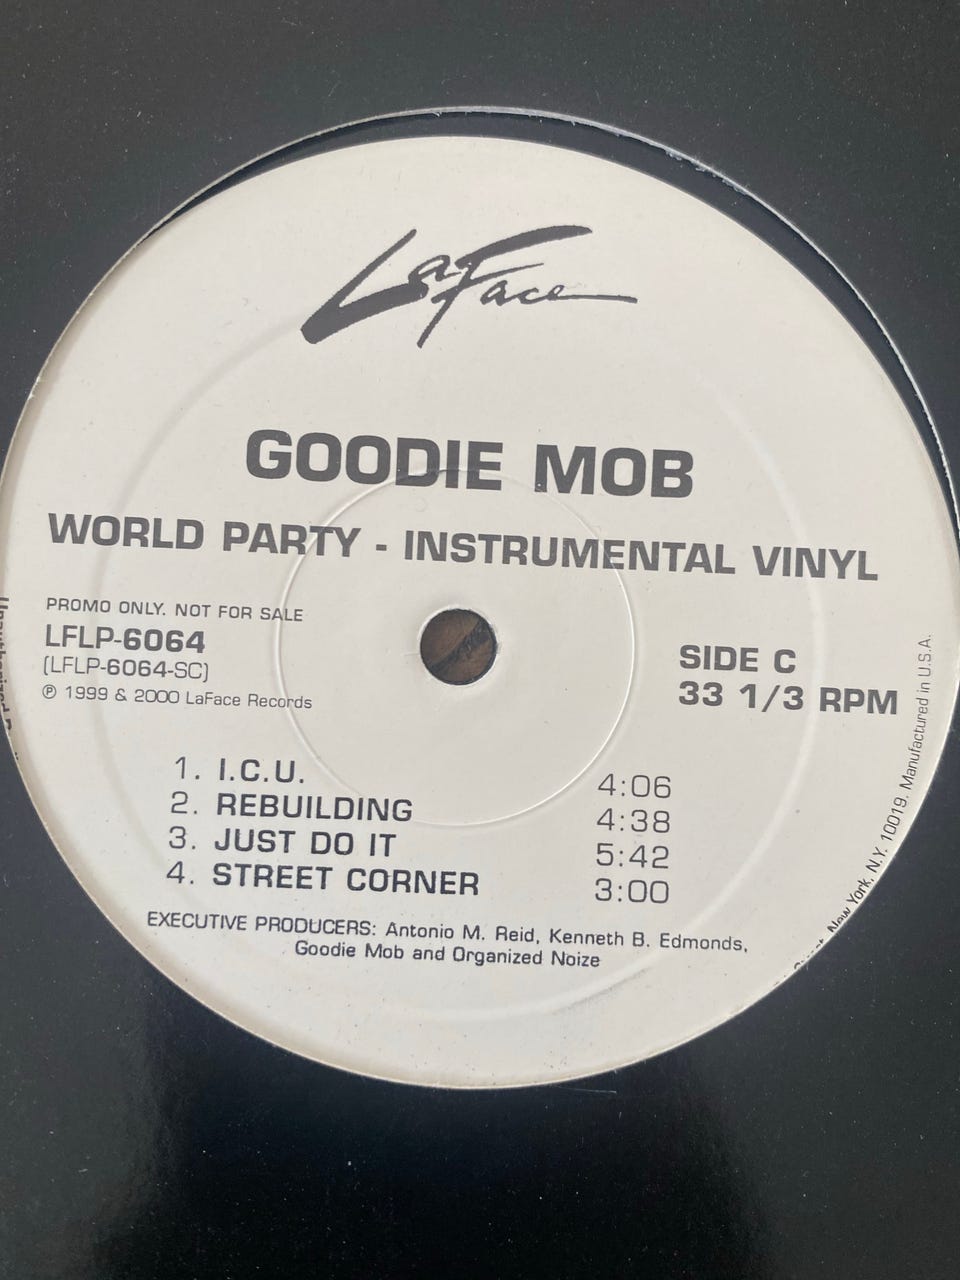 LaFace
GOODIE MOB
WORLD PARTY - INSTRUMENTAL VINYL
PROMO ONLY. NOT FOR SALE
LFLP-6064
(LFLP-6064-SC)
℗ 1999 & 2000 LaFace Records
SIDE C
33 1/3 RPM
1. I.C.U. 4:06
2. REBUILDING 4:38
3. JUST DO IT 5:42
4. STREET CORNER 3:00
EXECUTIVE PRODUCERS: Antonio M. Reid, Kenneth B. Edmonds,
Goodie Mob and Organized Noize
New York, N.Y. 10019. Manufactured in U.S.A.